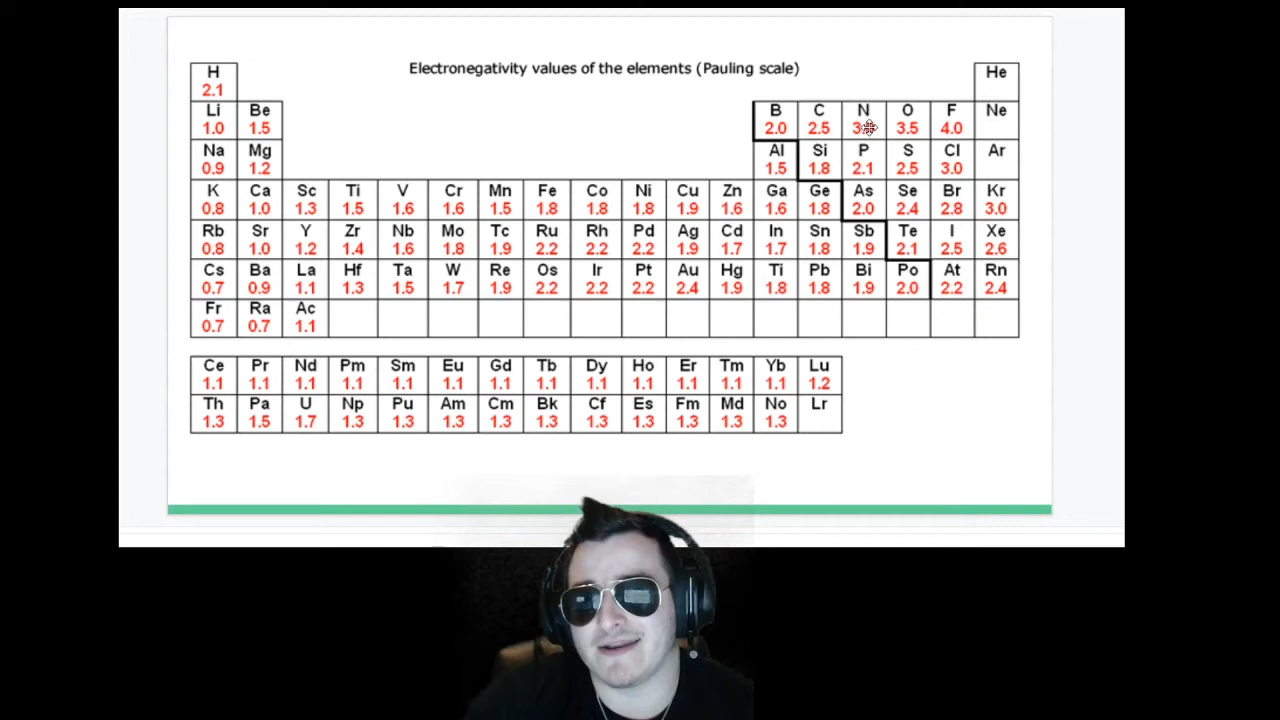 Electronegativity values of the elements (Pauling scale)
H He
2.1
Li Be B C N O F Ne
1.0 1.5 2.0 2.5 3.5 4.0
Na Mg Al Si P S Cl Ar
0.9 1.2 1.5 1.8 2.1 2.5 3.0
K Ca Sc Ti V Cr Mn Fe Co Ni Cu Zn Ga Ge As Se Br Kr
0.8 1.0 1.3 1.5 1.6 1.6 1.5 1.8 1.8 1.8 1.9 1.6 1.6 1.8 2.0 2.4 2.8 3.0
Rb Sr Y Zr Nb Mo Tc Ru Rh Pd Ag Cd In Sn Sb Te I Xe
0.8 1.0 1.2 1.4 1.6 1.8 1.9 2.2 2.2 2.2 1.9 1.7 1.7 1.8 1.9 2.1 2.5 2.6
Cs Ba La Hf Ta W Re Os Ir Pt Au Hg Ti Pb Bi Po At Rn
0.7 0.9 1.1 1.3 1.5 1.7 1.9 2.2 2.2 2.2 2.4 1.9 1.8 1.8 1.9 2.0 2.2 2.4
Fr Ra Ac
0.7 0.7 1.1
Ce Pr Nd Pm Sm Eu Gd Tb Dy Ho Er Tm Yb Lu
1.1 1.1 1.1 1.1 1.1 1.1 1.1 1.1 1.1 1.1 1.1 1.1 1.1 1.2
Th Pa U Np Pu Am Cm Bk Cf Es Fm Md No Lr
1.3 1.5 1.7 1.3 1.3 1.3 1.3 1.3 1.3 1.3 1.3 1.3 1.3